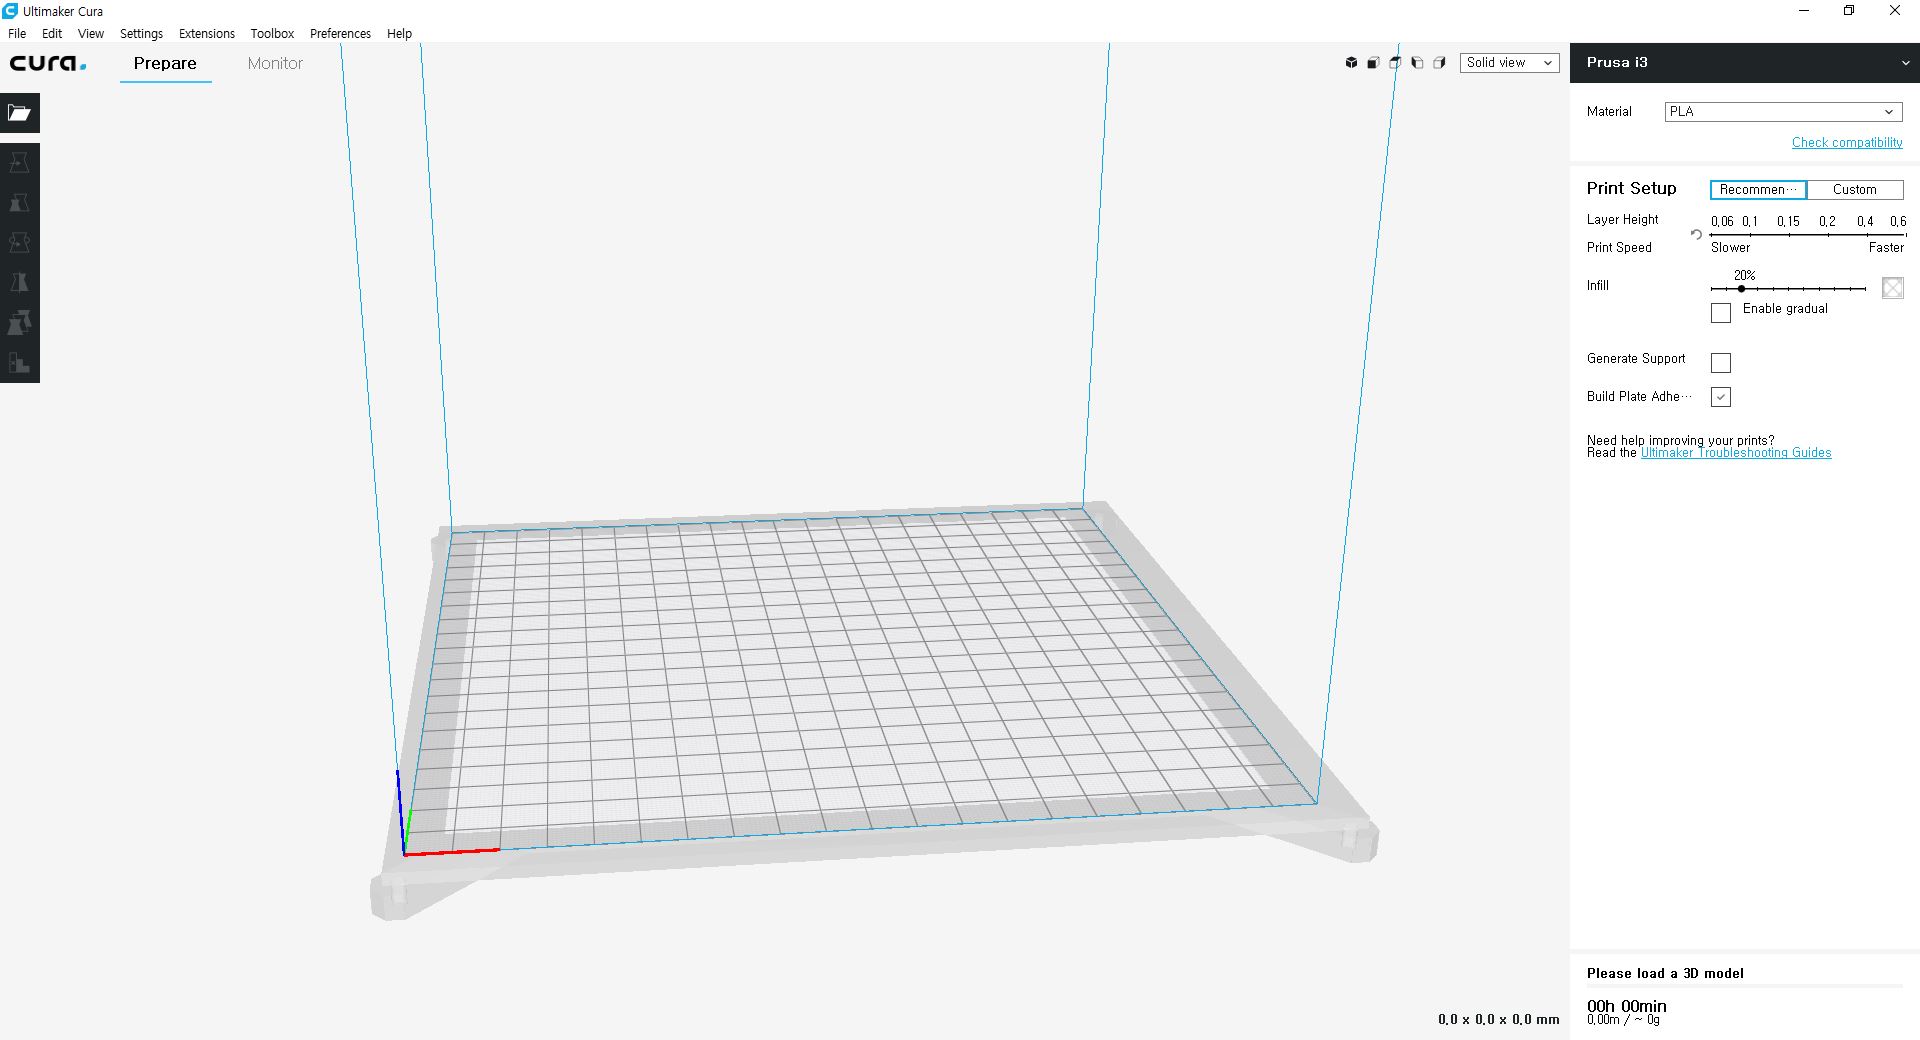 Ultimaker Cura
File Edit View Settings Extensions Toolbox Preferences Help
cura.
Prepare Monitor
Solid view
Prusa i3
Material PLA
Check compatibility
Print Setup Recommen··· Custom
Layer Height 0,06 0,1 0,15 0,2 0,4 0,6
Print Speed Slower Faster
20%
Infill
Enable gradual
Generate Support
Build Plate Adhe···
Need help improving your prints?
Read the Ultimaker Troubleshooting Guides
Please load a 3D model
00h 00min
0,00m / ~ 0g
0,0 x 0,0 x 0,0 mm